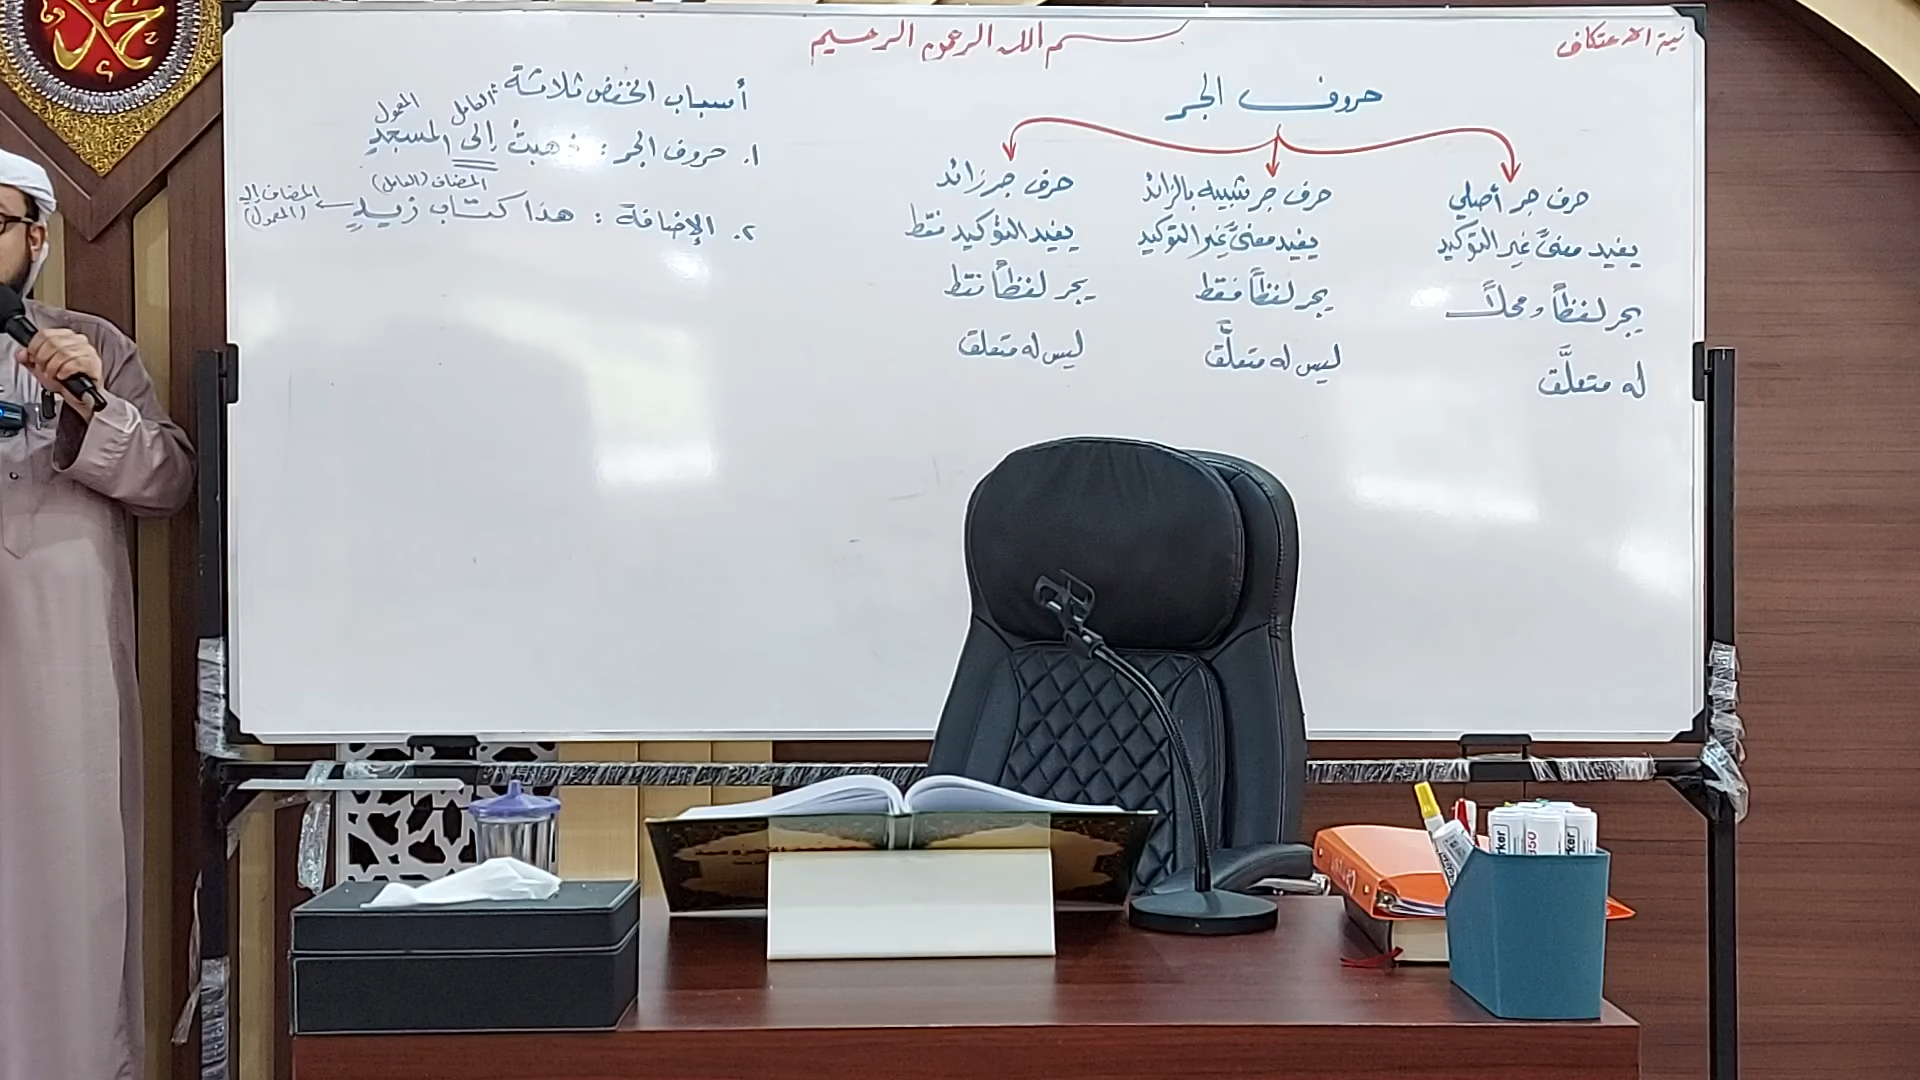 نية الاعتكاف
بسم الله الرحمن الرحيم
حروف الجر
حرف جر أصلي
يفيد معنىً غير التوكيد
يجر لفظاً ومحلاً
له متعلَّق
حرف جر شبيه بالزائد
يفيد معنىً غير التوكيد
يجر لفظاً فقط
ليس له متعلَّق
حرف جر زائد
يفيد التوكيد فقط
يجر لفظاً فقط
ليس له متعلق
أسباب الخفض ثلاثة:
العامل المعمول
١. حروف الجر: ذهبتُ إلى المسجدِ
المضاف (العامل)
٢. الإضافة: هذا كتاب زيدٍ ← المضاف إليه
(المعمول)
محمد